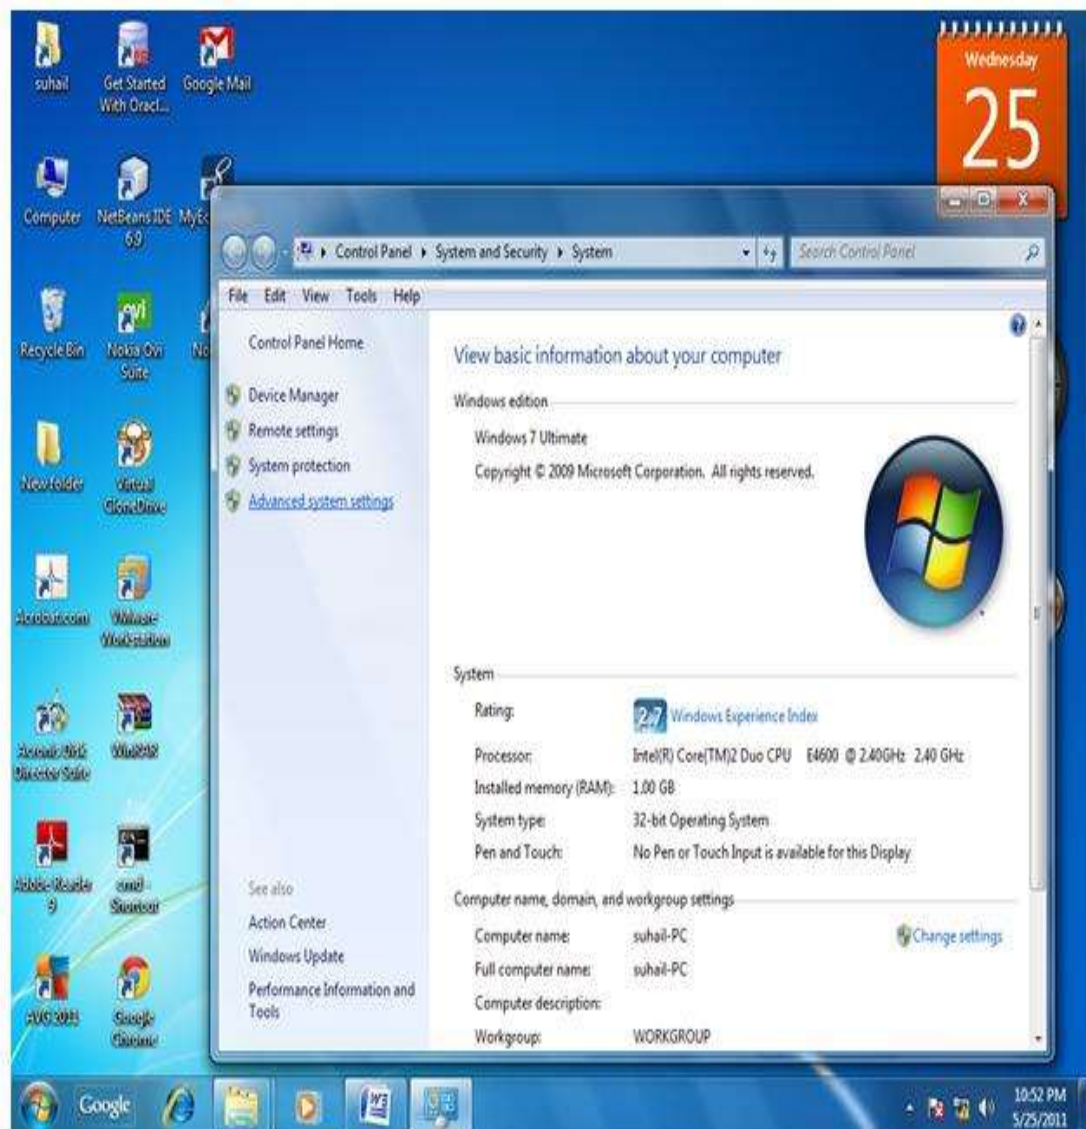 suhail
Get Started With Oracl...
Google Mail
Wednesday
25
Computer
NetBeans IDE 6.9
MyEc
Recycle Bin
Nokia Ovi Suite
No
New folder
Virtual CloneDrive
Acrobat.com
VMware Workstation
Acronis Disk Director Suite
WinRAR
Adobe Reader 9
cmd - Shortcut
AVG 2011
Google Chrome
Control Panel System and Security System
Search Control Panel
File Edit View Tools Help
Control Panel Home
Device Manager
Remote settings
System protection
Advanced system settings
See also
Action Center
Windows Update
Performance Information and
Tools
View basic information about your computer
Windows edition
Windows 7 Ultimate
Copyright © 2009 Microsoft Corporation. All rights reserved.
System
Rating: 2.7 Windows Experience Index
Processor: Intel(R) Core(TM)2 Duo CPU E4600 @ 2.40GHz 2.40 GHz
Installed memory (RAM): 1.00 GB
System type: 32-bit Operating System
Pen and Touch: No Pen or Touch Input is available for this Display
Computer name, domain, and workgroup settings
Computer name: suhail-PC Change settings
Full computer name: suhail-PC
Computer description:
Workgroup: WORKGROUP
Google
10:52 PM
5/25/2011